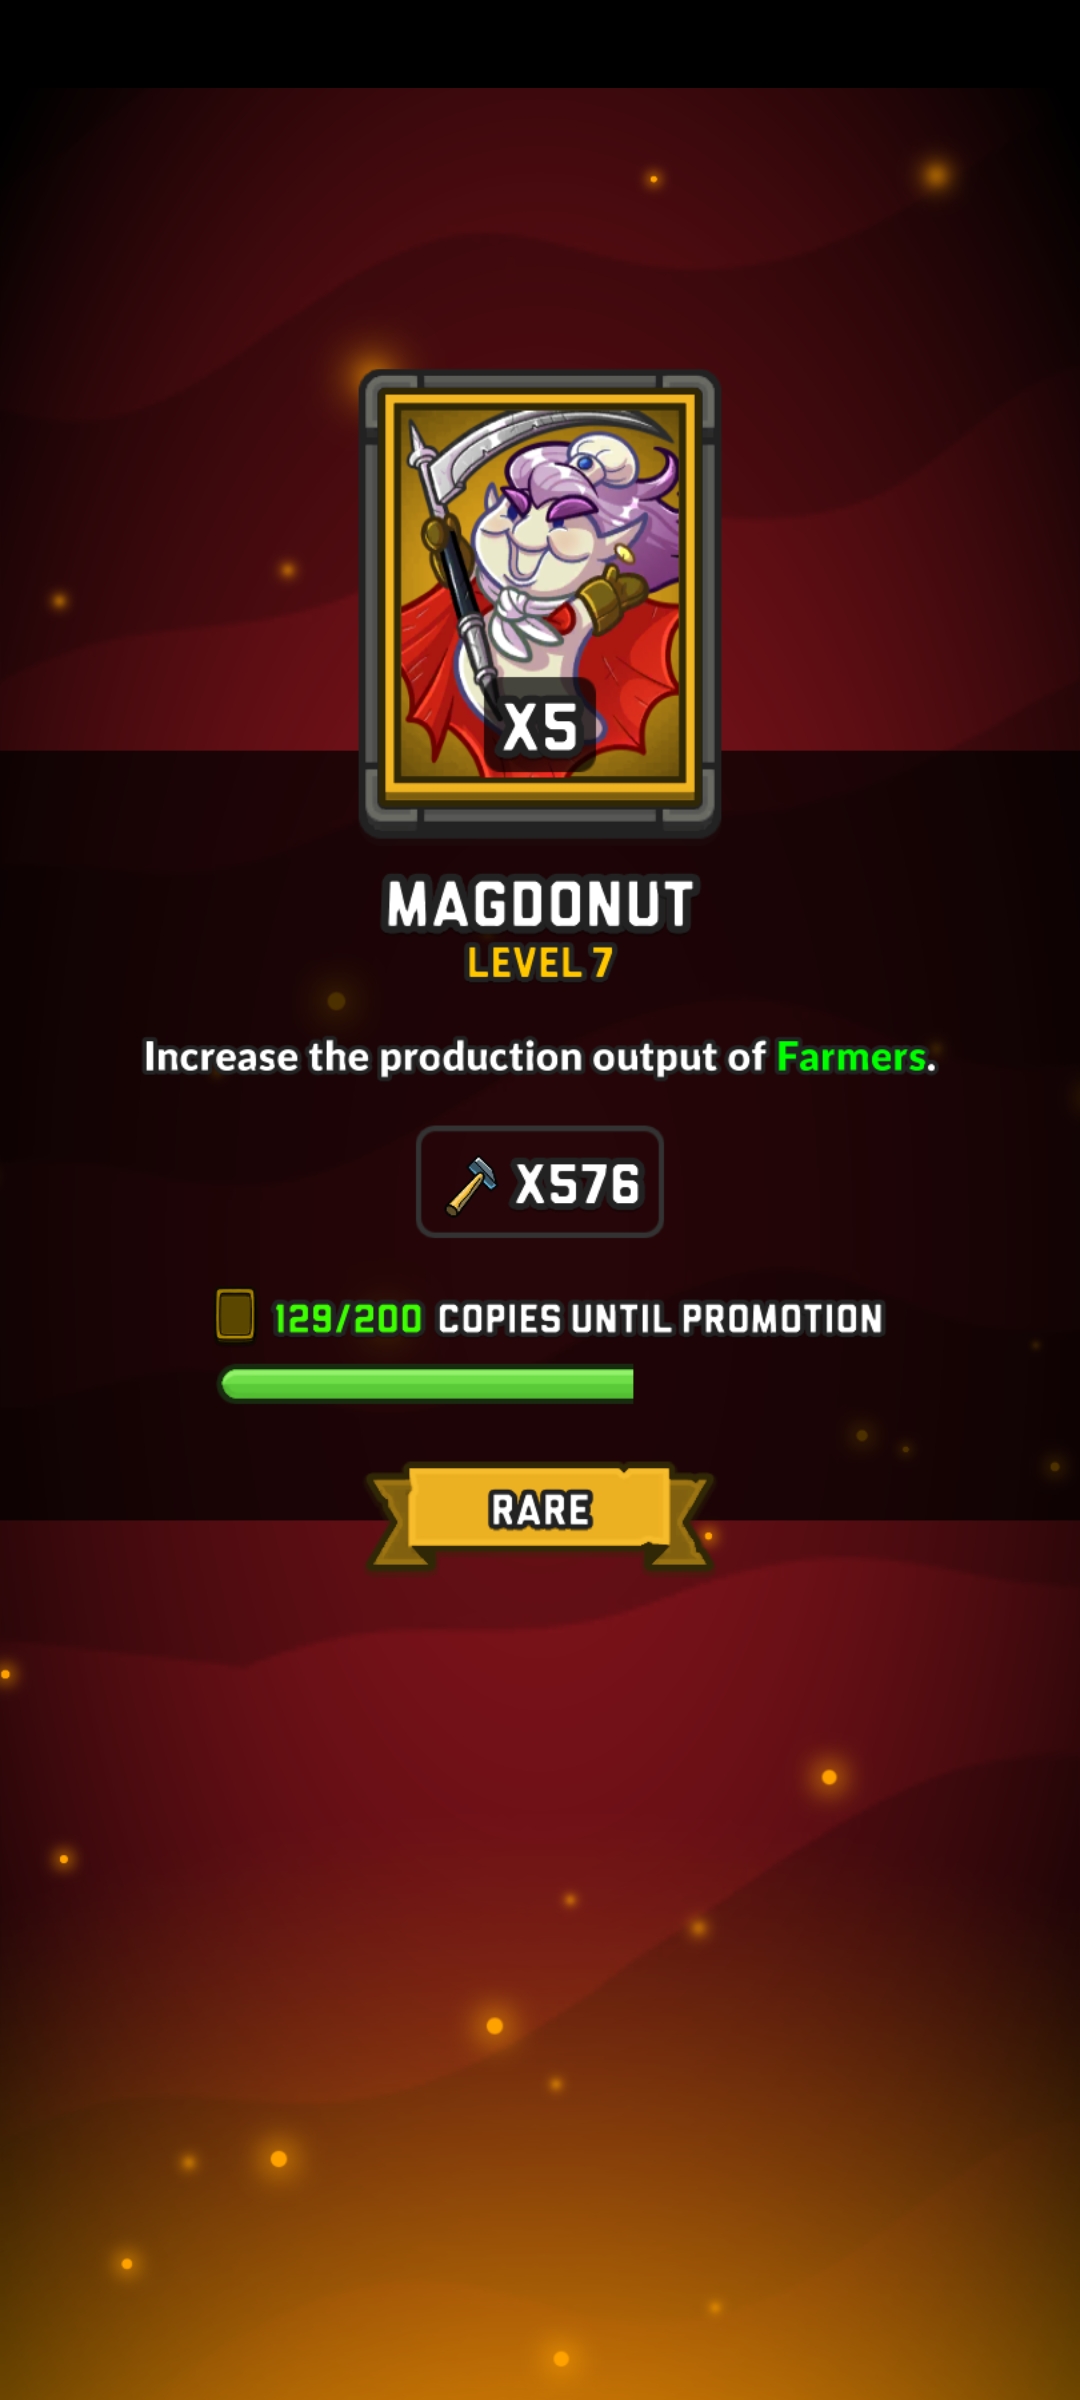 X5
MAGDONUT
LEVEL 7
Increase the production output of Farmers.
X576
129/200 COPIES UNTIL PROMOTION
RARE